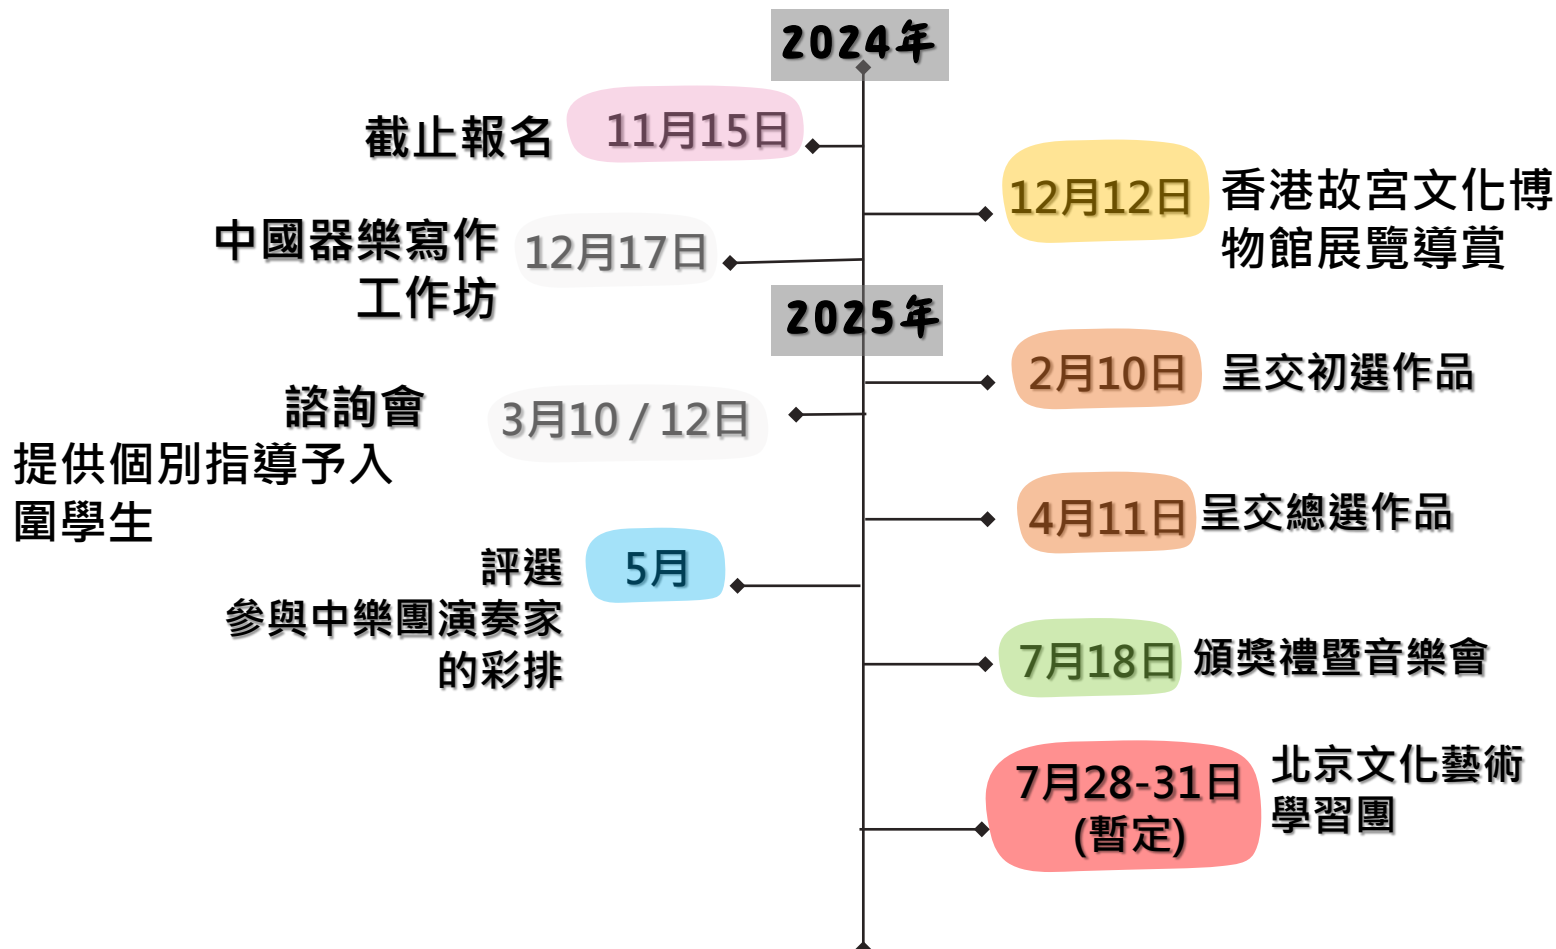 2024年
截止報名
11月15日
12月12日
香港故宮文化博
物館展覽導賞
中國器樂寫作
工作坊
12月17日
2025年
2月10日
呈交初選作品
諮詢會
提供個別指導予入
圍學生
3月10 / 12日
4月11日
呈交總選作品
評選
參與中樂團演奏家
的彩排
5月
7月18日
頒獎禮暨音樂會
7月28-31日
(暫定)
北京文化藝術
學習團